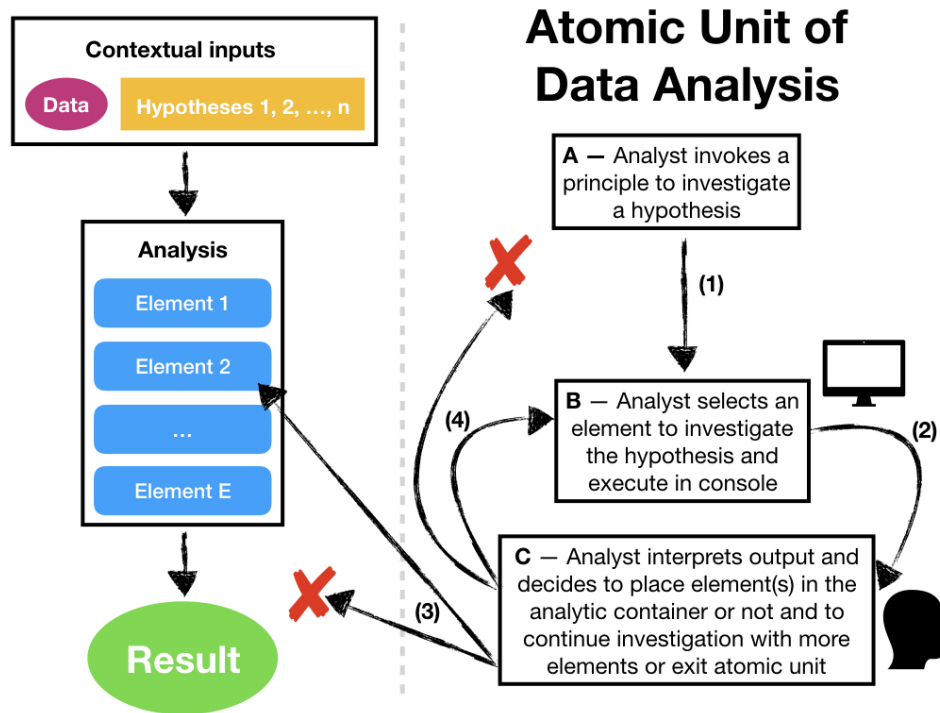 Contextual inputs
Data
Hypotheses 1, 2, ..., n
Analysis
Element 1
Element 2
...
Element E
Result
Atomic Unit of
Data Analysis
A — Analyst invokes a
principle to investigate
a hypothesis
(1)
B — Analyst selects an
element to investigate
the hypothesis and
execute in console
(2)
(4)
C — Analyst interprets output and
decides to place element(s) in the
analytic container or not and to
continue investigation with more
elements or exit atomic unit
(3)